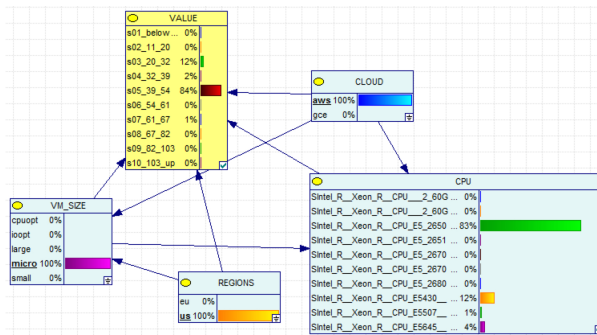 VALUE
s01_below... 0%
s02_11_20 0%
s03_20_32 12%
s04_32_39 2%
s05_39_54 84%
s06_54_61 0%
s07_61_67 1%
s08_67_82 0%
s09_82_103 0%
s10_103_up 0%
CLOUD
aws 100%
gce 0%
CPU
SIntel_R__Xeon_R__CPU___2_60G ... 0%
SIntel_R__Xeon_R__CPU___2_60G ... 0%
SIntel_R__Xeon_R__CPU_E5_2650 ... 83%
SIntel_R__Xeon_R__CPU_E5_2651 ... 0%
SIntel_R__Xeon_R__CPU_E5_2670 ... 0%
SIntel_R__Xeon_R__CPU_E5_2670 ... 0%
SIntel_R__Xeon_R__CPU_E5_2680 ... 0%
SIntel_R__Xeon_R__CPU_E5430__ ... 12%
SIntel_R__Xeon_R__CPU_E5507__ ... 1%
SIntel_R__Xeon_R__CPU_E5645__ ... 4%
VM_SIZE
cpuopt 0%
ioopt 0%
large 0%
micro 100%
small 0%
REGIONS
eu 0%
us 100%